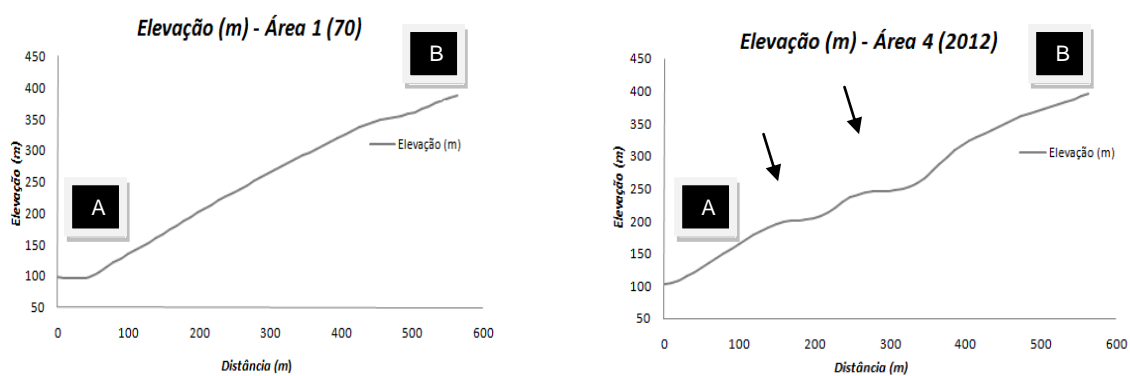 Elevação (m) - Área 1 (70)
450
400
350
300
250
200
150
100
50
Elevação (m)
A
B
Elevação (m)
0 100 200 300 400 500 600
Distância (m)
Elevação (m) - Área 4 (2012)
450
400
350
300
250
200
150
100
50
Elevação (m)
A
B
Elevação (m)
0 100 200 300 400 500 600
Distância (m)